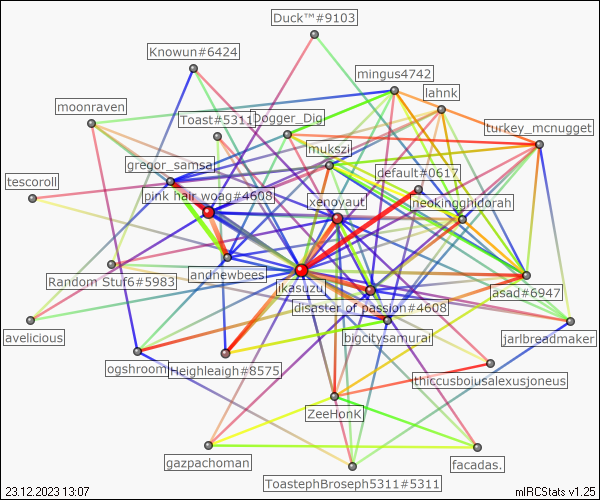 Duck™#9103
Knowun#6424
mingus4742
lahnk
moonraven
Toast#5311
Dogger_Dig
turkey_mcnugget
mukszi
gregor_samsa
default#0617
tescoroll
pink hair woag#4608
xenoyaut
neokingghidorah
andnewbees
Random Stuf6#5983
ikasuzu
asad#6947
disaster of passion#4608
avelicious
bigcitysamurai
jarlbreadmaker
ogshroom
Heighleaigh#8575
thiccusboiusalexusjoneus
ZeeHonK
gazpachoman
facadas.
ToastephBroseph5311#5311
23.12.2023 13:07
mIRCStats v1.25